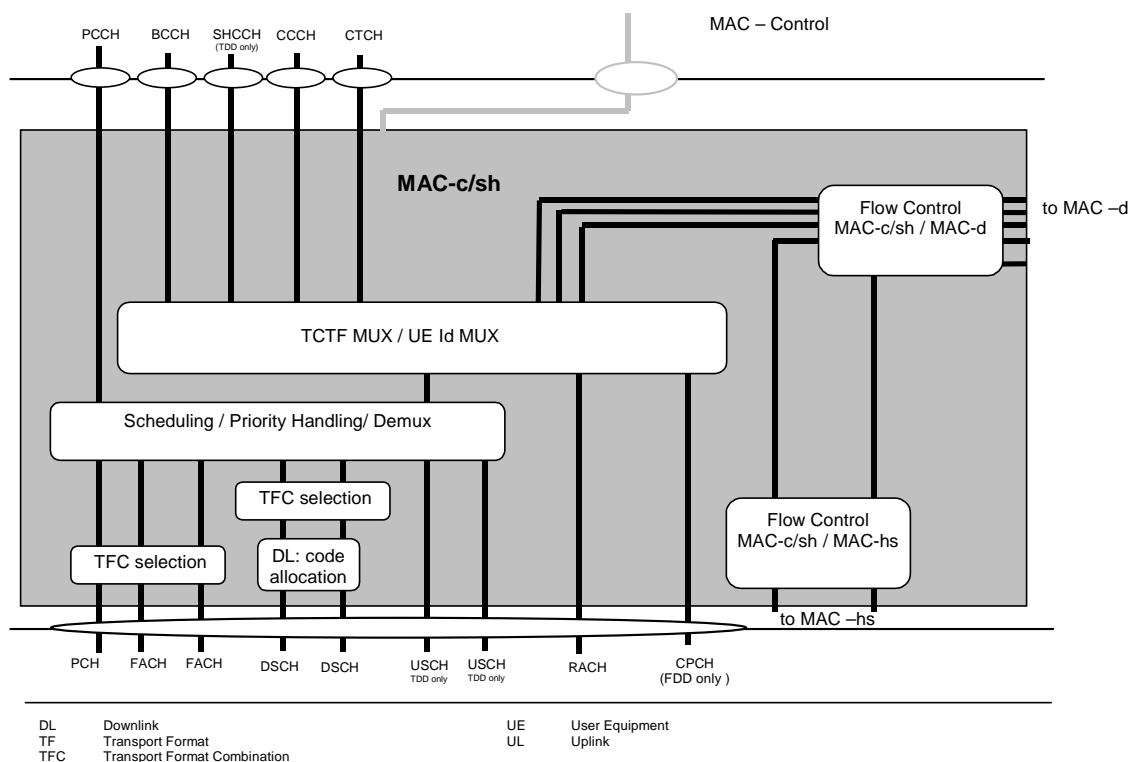 MAC – Control
PCCH BCCH SHCCH CCCH CTCH
(TDD only)
MAC-c/sh
Flow Control
MAC-c/sh / MAC-d
to MAC –d
TCTF MUX / UE Id MUX
Scheduling / Priority Handling/ Demux
TFC selection
Flow Control
MAC-c/sh / MAC-hs
TFC selection
DL: code
allocation
to MAC –hs
PCH FACH FACH DSCH DSCH USCH USCH RACH CPCH
TDD only TDD only (FDD only )
DL Downlink UE User Equipment
TF Transport Format UL Uplink
TFC Transport Format Combination